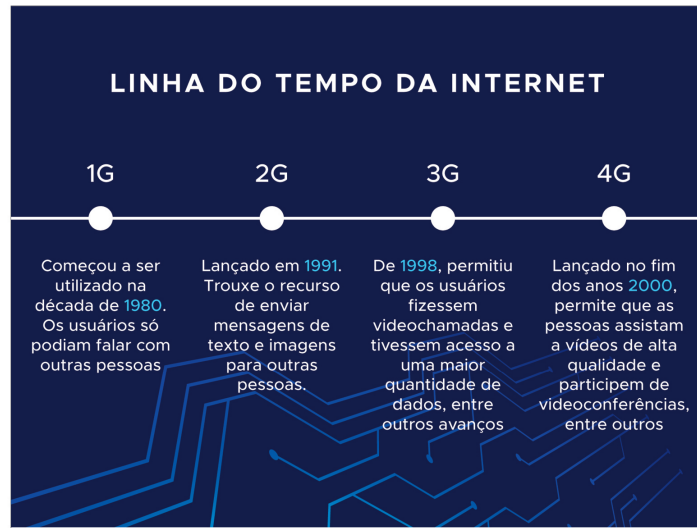 LINHA DO TEMPO DA INTERNET
1G
Começou a ser
utilizado na
década de 1980.
Os usuários só
podiam falar com
outras pessoas
2G
Lançado em 1991.
Trouxe o recurso
de enviar
mensagens de
texto e imagens
para outras
pessoas.
3G
De 1998, permitiu
que os usuários
fizessem
videochamadas e
tivessem acesso a
uma maior
quantidade de
dados, entre
outros avanços
4G
Lançado no fim
dos anos 2000,
permite que as
pessoas assistam
a vídeos de alta
qualidade e
participem de
videoconferências,
entre outros